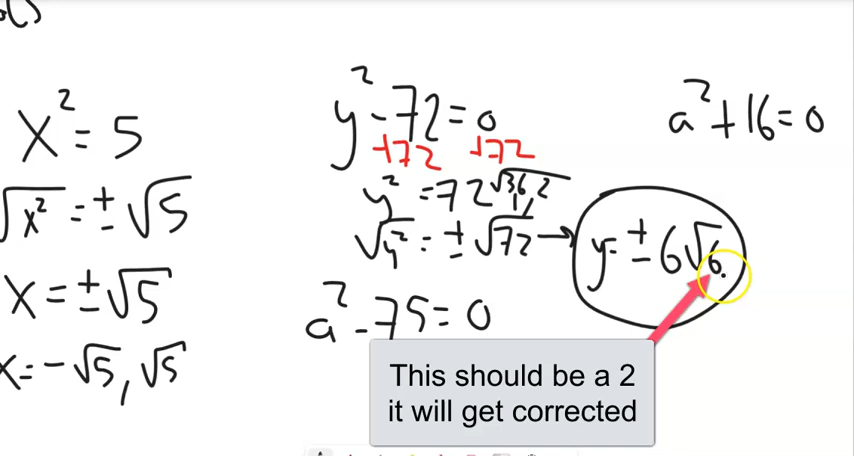 x² = 5
√x² = ±√5
x = ±√5
x = -√5, √5
y² - 72 = 0
+72 +72
y² = 72 √36·2
√y² = ±√72 →
y = ±6√6
a² - 75 = 0
a² + 16 = 0
This should be a 2
it will get corrected